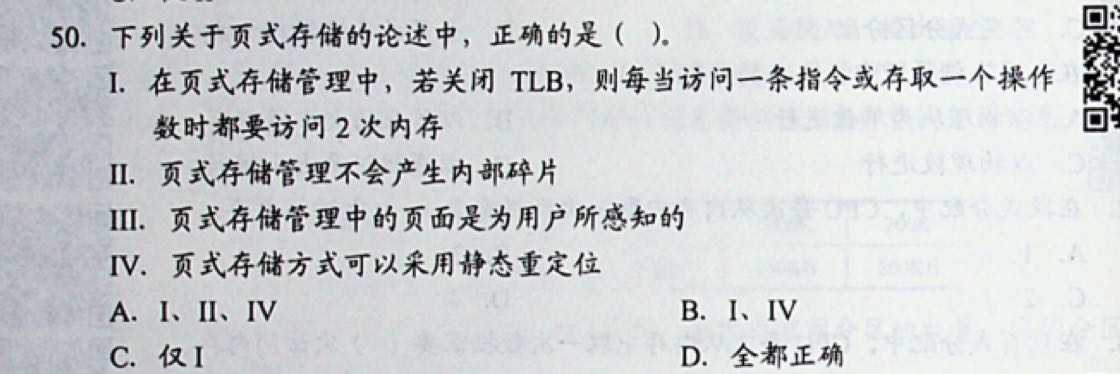 50. 下列关于页式存储的论述中，正确的是（ ）。
I. 在页式存储管理中，若关闭 TLB，则每当访问一条指令或存取一个操作
数时都要访问 2 次内存
II. 页式存储管理不会产生内部碎片
III. 页式存储管理中的页面是为用户所感知的
IV. 页式存储方式可以采用静态重定位
A. I、II、IV
B. I、IV
C. 仅 I
D. 全都正确